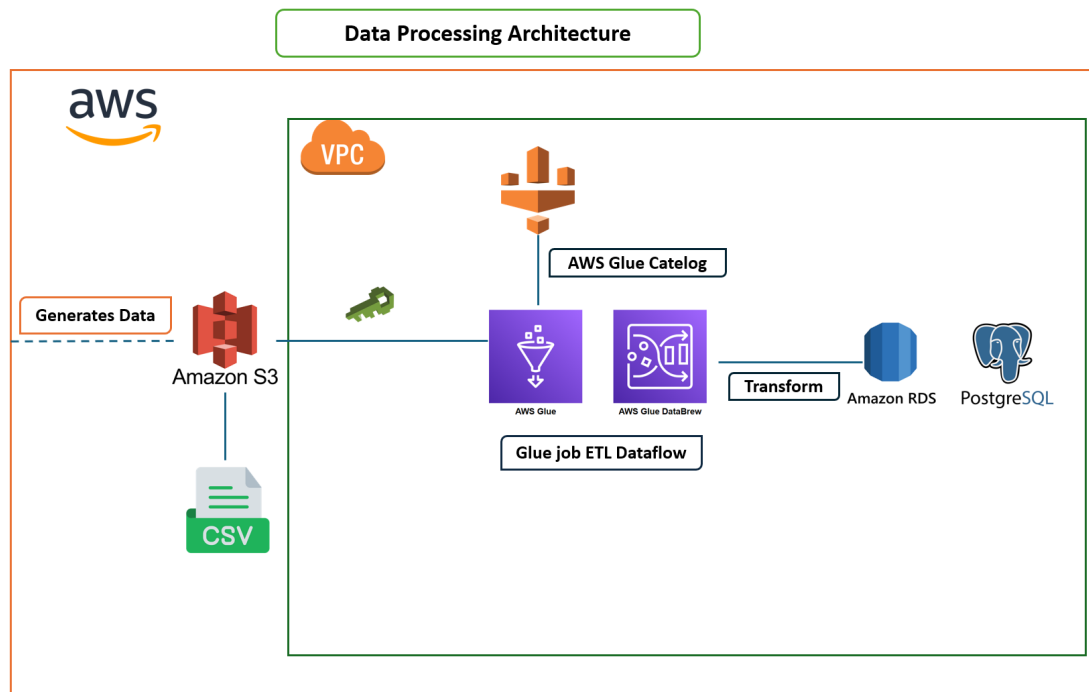 Data Processing Architecture
aws
VPC
AWS Glue Catelog
Generates Data
Amazon S3
AWS Glue
AWS Glue DataBrew
Transform
Amazon RDS
PostgreSQL
Glue job ETL Dataflow
CSV